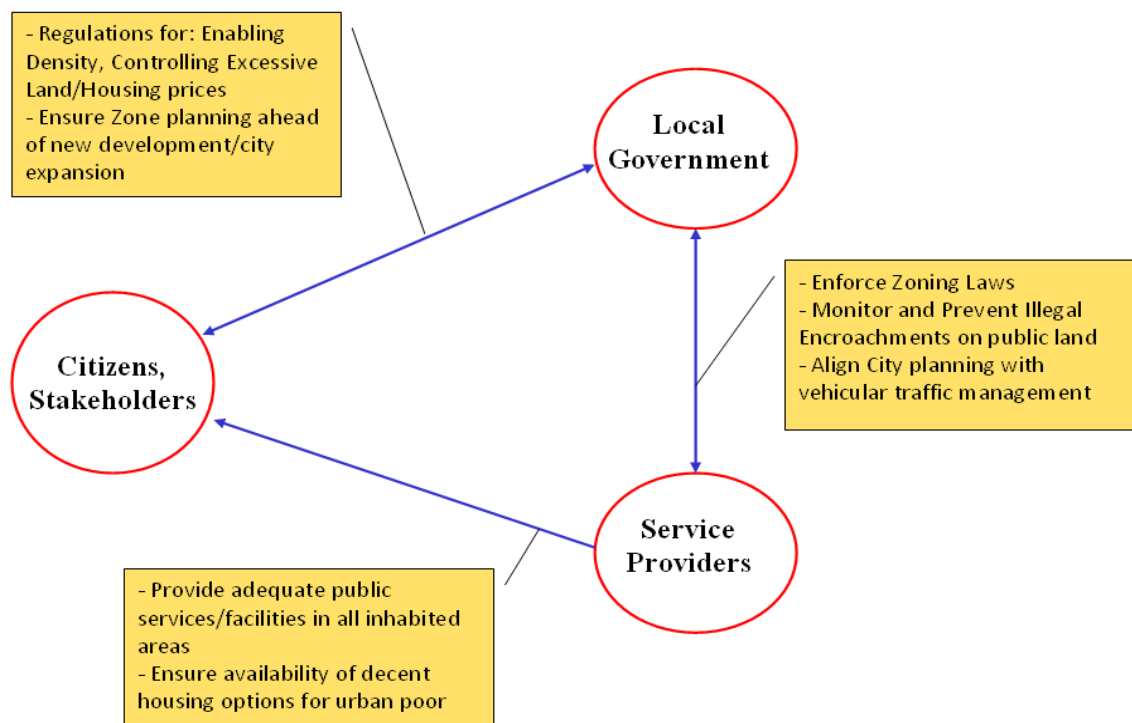 - Regulations for: Enabling
Density, Controlling Excessive
Land/Housing prices
- Ensure Zone planning ahead
of new development/city
expansion
Local
Government
- Enforce Zoning Laws
- Monitor and Prevent Illegal
Encroachments on public land
- Align City planning with
vehicular traffic management
Citizens,
Stakeholders
Service
Providers
- Provide adequate public
services/facilities in all inhabited
areas
- Ensure availability of decent
housing options for urban poor